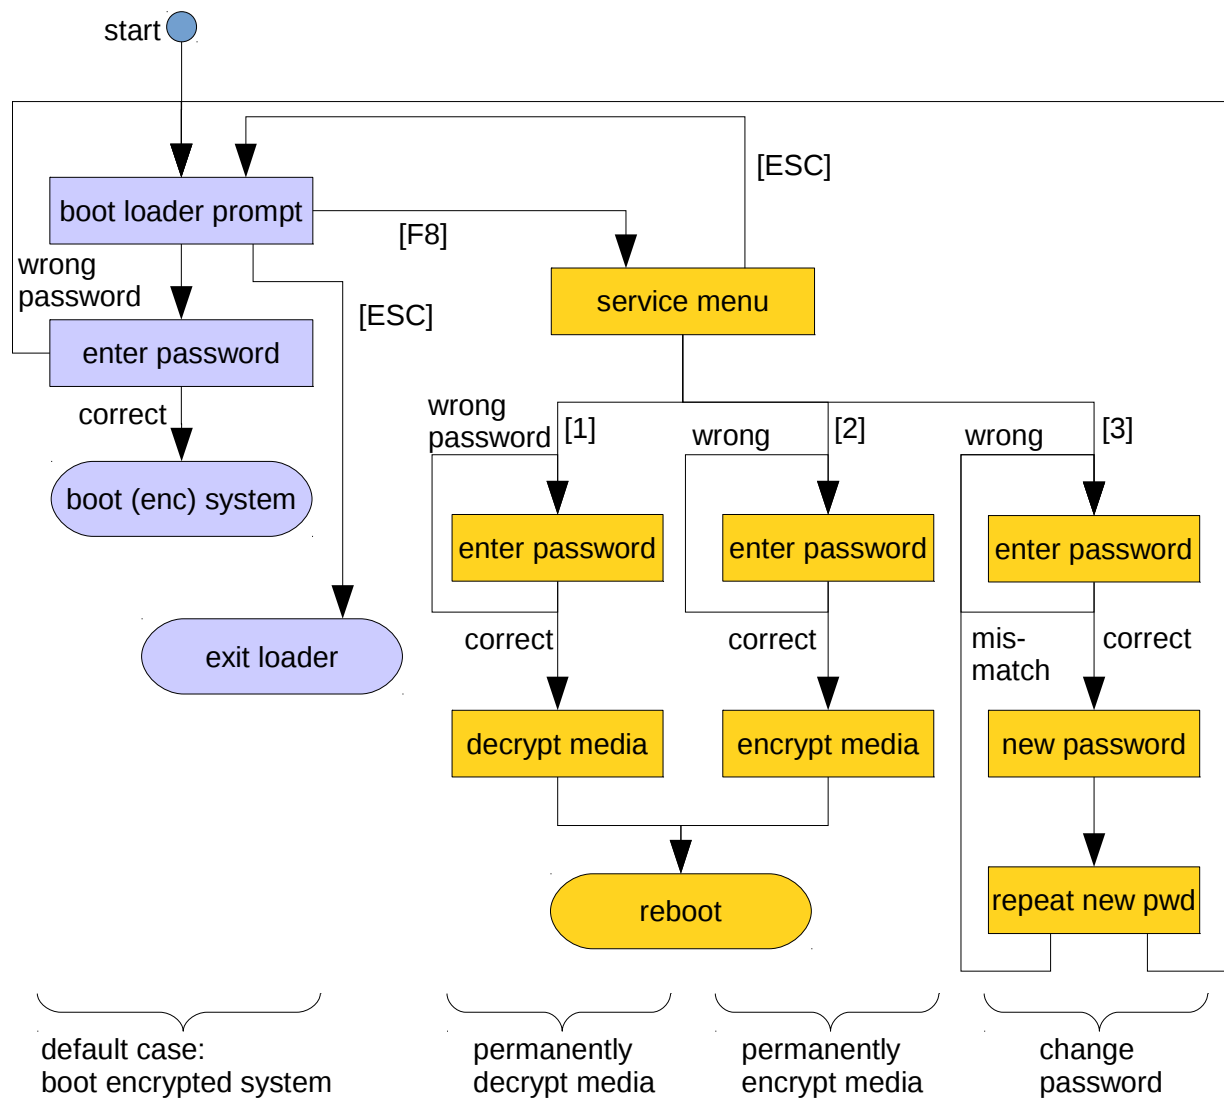 start
[ESC]
boot loader prompt
[F8]
wrong
password
service menu
[ESC]
enter password
correct
wrong
password
[1]
wrong
[2]
wrong
[3]
boot (enc) system
enter password
enter password
enter password
exit loader
correct
correct
mis-
match
correct
decrypt media
encrypt media
new password
reboot
repeat new pwd
default case:
boot encrypted system
permanently
decrypt media
permanently
encrypt media
change
password